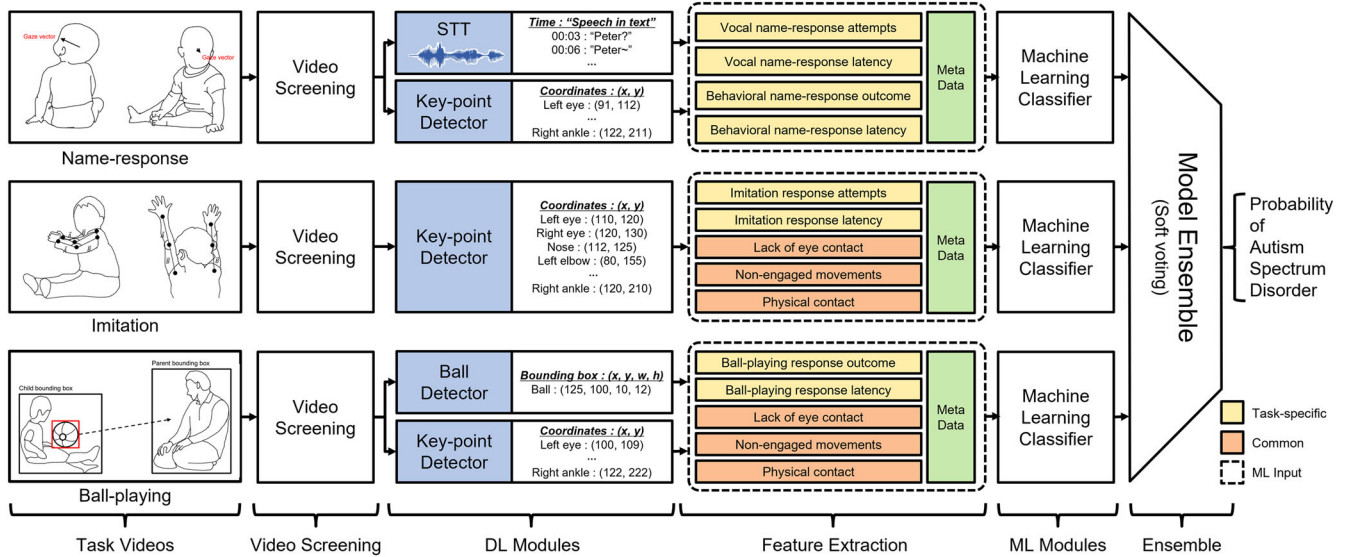 Gaze vector
Gaze vector
Name-response
Video
Screening
STT
Time : “Speech in text”
00:03 : “Peter?”
00:06 : “Peter~”
...
Key-point
Detector
Coordinates : (x, y)
Left eye : (91, 112)
...
Right ankle : (122, 211)
Vocal name-response attempts
Vocal name-response latency
Behavioral name-response outcome
Behavioral name-response latency
Meta
Data
Machine
Learning
Classifier
Imitation
Video
Screening
Key-point
Detector
Coordinates : (x, y)
Left eye : (110, 120)
Right eye : (120, 130)
Nose : (112, 125)
Left elbow : (80, 155)
...
Right ankle : (120, 210)
Imitation response attempts
Imitation response latency
Lack of eye contact
Non-engaged movements
Physical contact
Meta
Data
Machine
Learning
Classifier
Child bounding box
Parent bounding box
Ball-playing
Video
Screening
Ball
Detector
Bounding box : (x, y, w, h)
Ball : (125, 100, 10, 12)
Key-point
Detector
Coordinates : (x, y)
Left eye : (100, 109)
...
Right ankle : (122, 222)
Ball-playing response outcome
Ball-playing response latency
Lack of eye contact
Non-engaged movements
Physical contact
Meta
Data
Machine
Learning
Classifier
Model Ensemble
(Soft voting)
Probability
of
Autism
Spectrum
Disorder
Task-specific
Common
ML Input
Task Videos
Video Screening
DL Modules
Feature Extraction
ML Modules
Ensemble